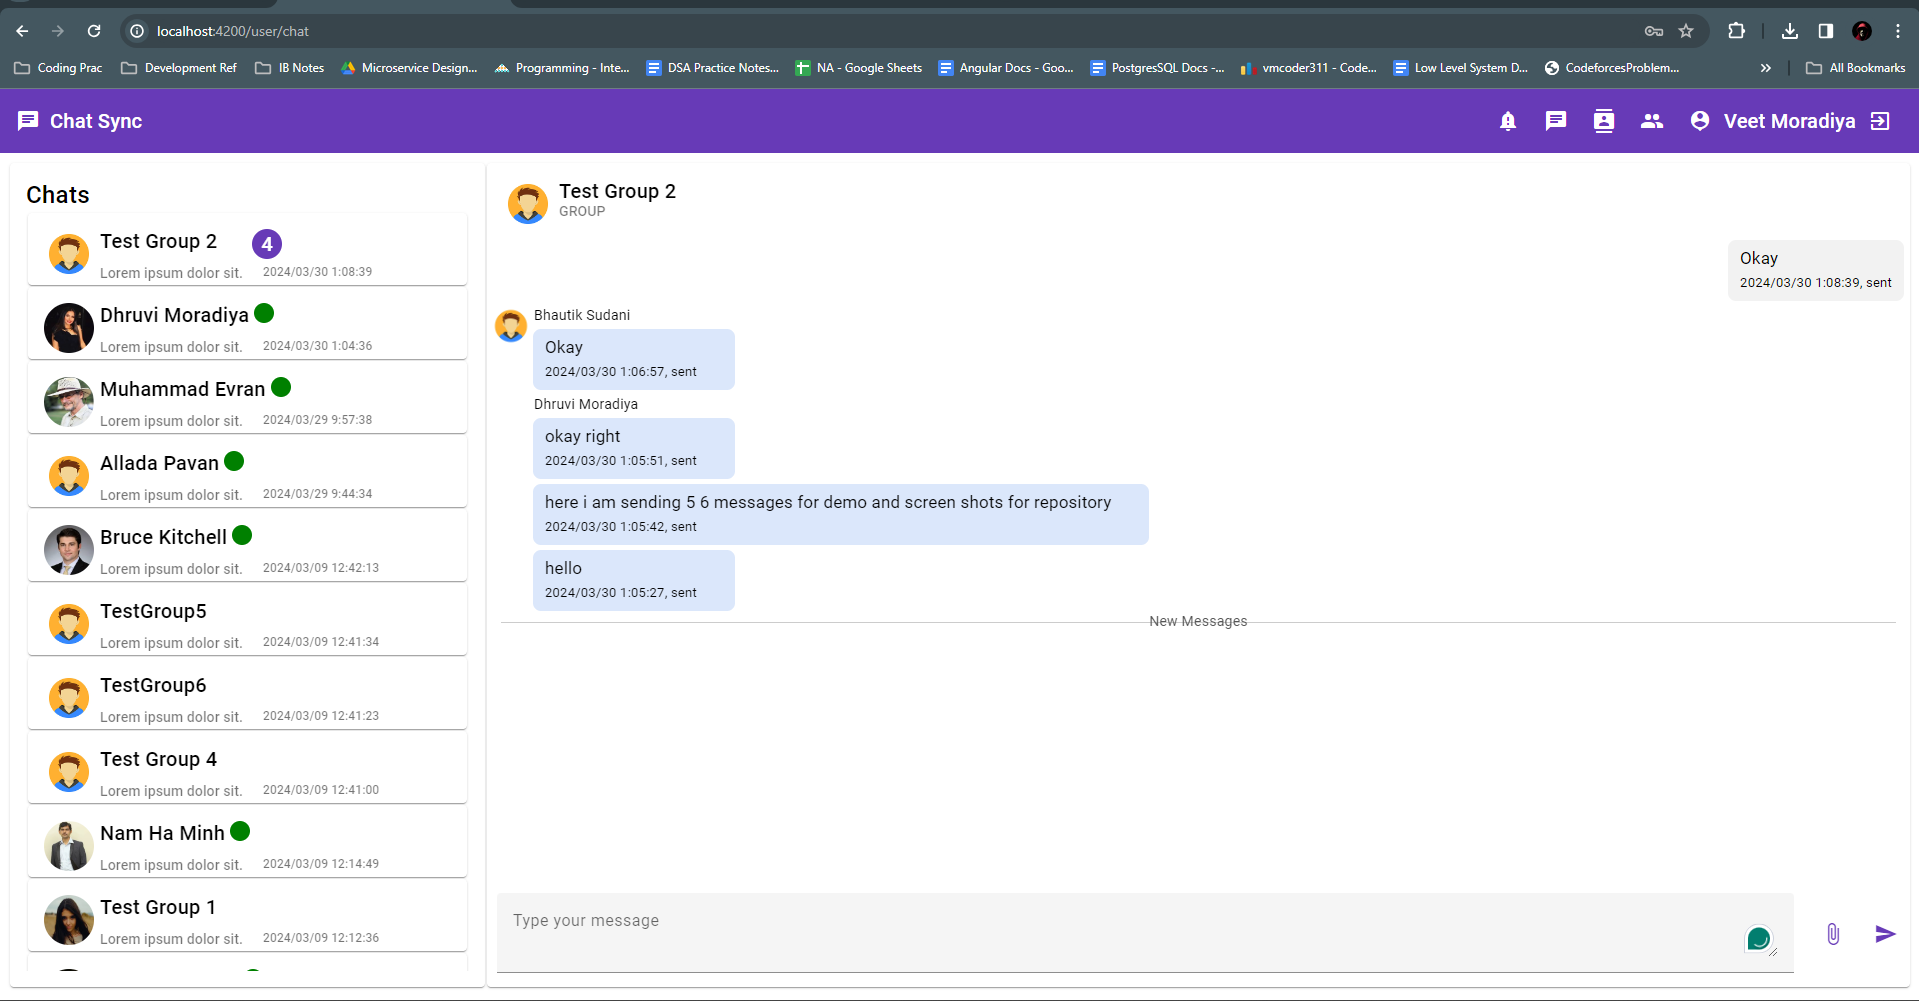 localhost:4200/user/chat
Coding Prac
Development Ref
IB Notes
Microservice Design...
Programming - Inte...
DSA Practice Notes...
NA - Google Sheets
Angular Docs - Goo...
PostgresSQL Docs -...
vmcoder311 - Code...
Low Level System D...
CodeforcesProblem...
All Bookmarks
Chat Sync
Veet Moradiya
Chats
Test Group 2
4
Lorem ipsum dolor sit.
2024/03/30 1:08:39
Dhruvi Moradiya
Lorem ipsum dolor sit.
2024/03/30 1:04:36
Muhammad Evran
Lorem ipsum dolor sit.
2024/03/29 9:57:38
Allada Pavan
Lorem ipsum dolor sit.
2024/03/29 9:44:34
Bruce Kitchell
Lorem ipsum dolor sit.
2024/03/09 12:42:13
TestGroup5
Lorem ipsum dolor sit.
2024/03/09 12:41:34
TestGroup6
Lorem ipsum dolor sit.
2024/03/09 12:41:23
Test Group 4
Lorem ipsum dolor sit.
2024/03/09 12:41:00
Nam Ha Minh
Lorem ipsum dolor sit.
2024/03/09 12:14:49
Test Group 1
Lorem ipsum dolor sit.
2024/03/09 12:12:36
Test Group 2
GROUP
Okay
2024/03/30 1:08:39, sent
Bhautik Sudani
Okay
2024/03/30 1:06:57, sent
Dhruvi Moradiya
okay right
2024/03/30 1:05:51, sent
here i am sending 5 6 messages for demo and screen shots for repository
2024/03/30 1:05:42, sent
hello
2024/03/30 1:05:27, sent
New Messages
Type your message